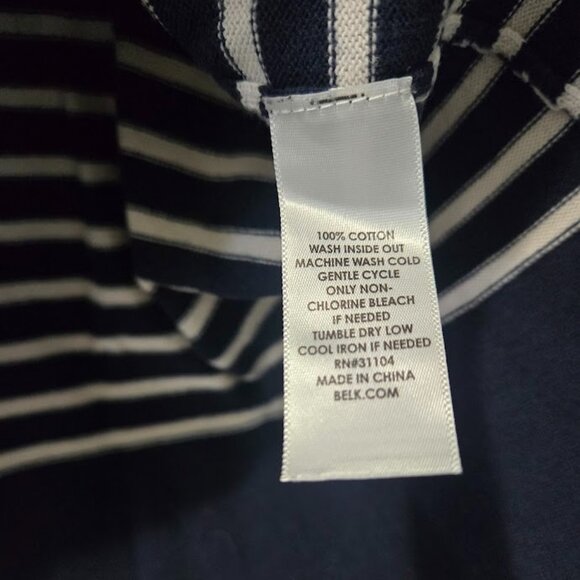 100% COTTON
WASH INSIDE OUT
MACHINE WASH COLD
GENTLE CYCLE
ONLY NON-
CHLORINE BLEACH
IF NEEDED
TUMBLE DRY LOW
COOL IRON IF NEEDED
RN#31104
MADE IN CHINA
BELK.COM